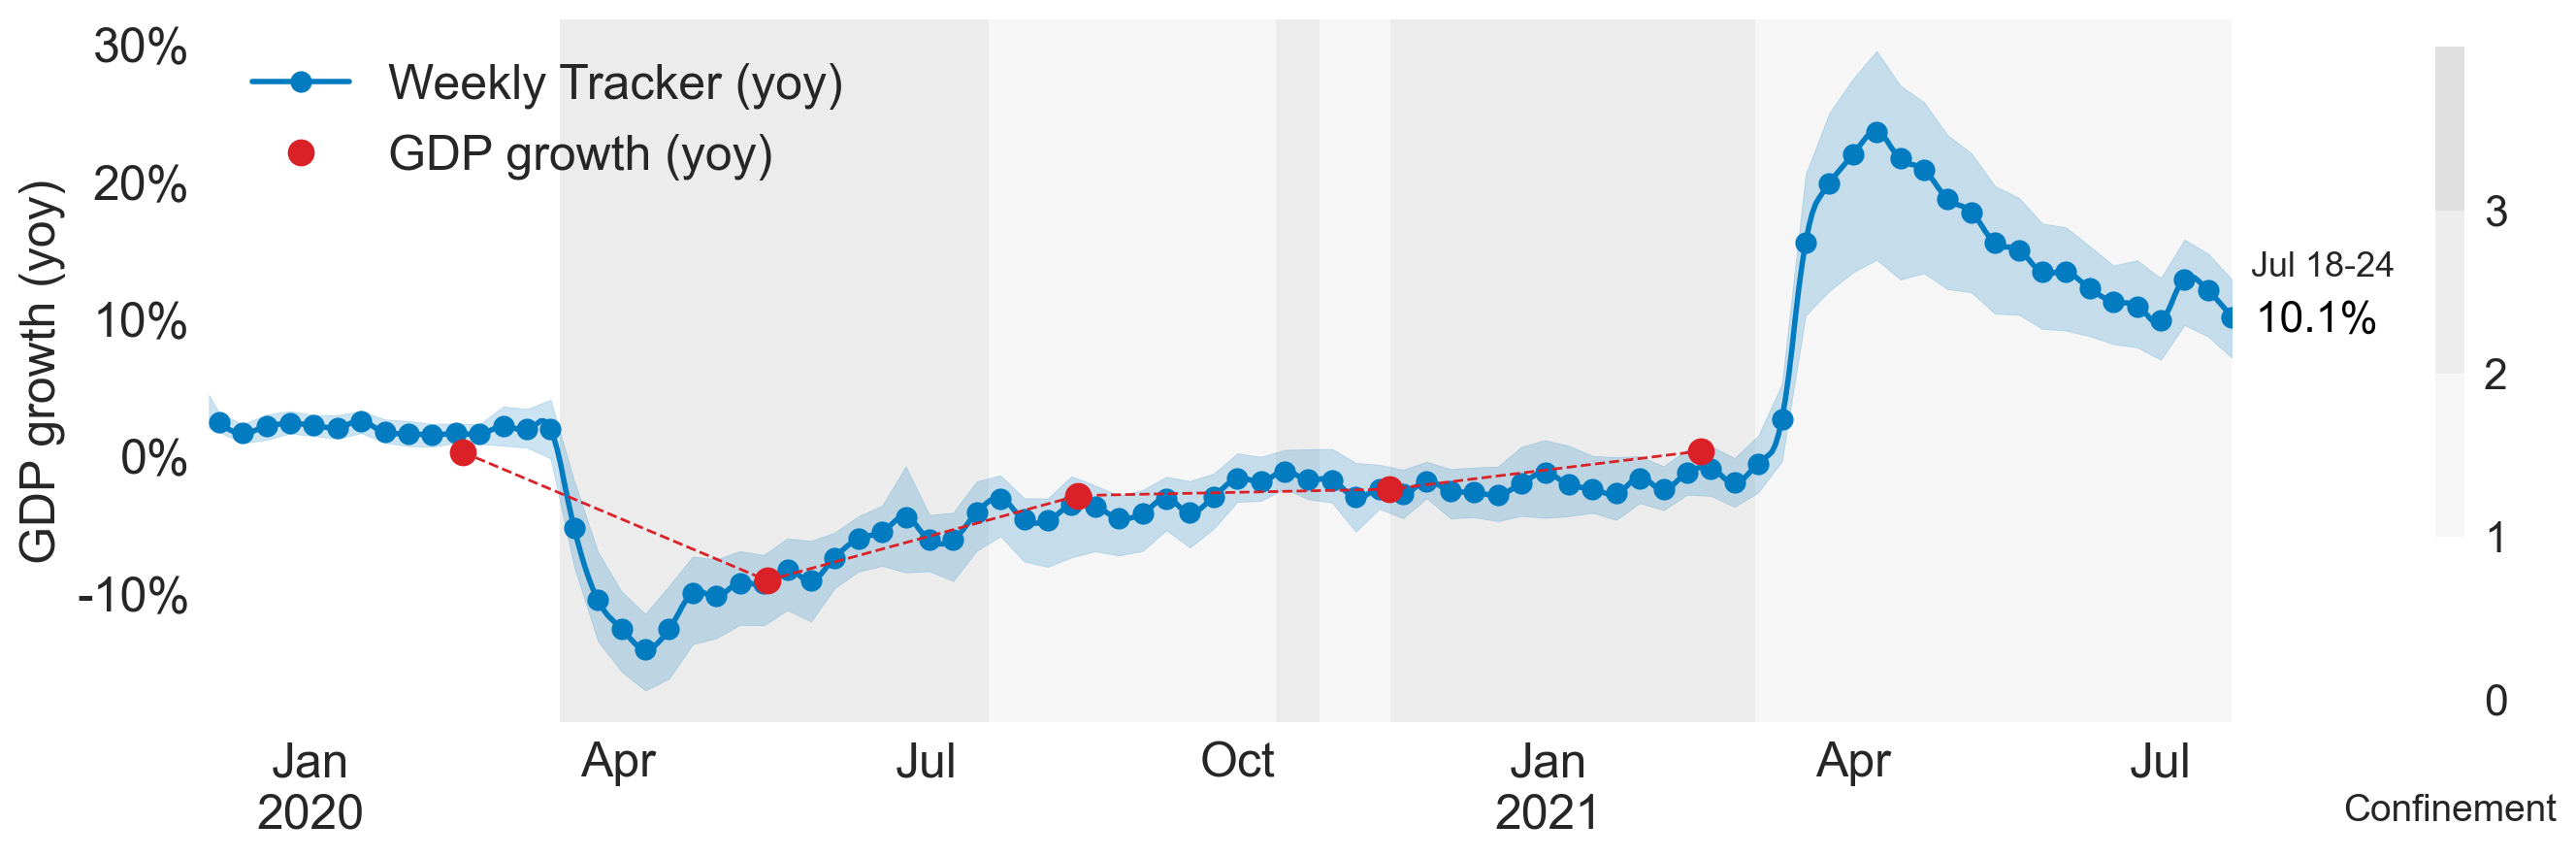 30%
20%
10%
0%
-10%
GDP growth (yoy)
Weekly Tracker (yoy)
GDP growth (yoy)
Jul 18-24
10.1%
3
2
1
0
Confinement
Jan
2020
Apr
Jul
Oct
Jan
2021
Apr
Jul